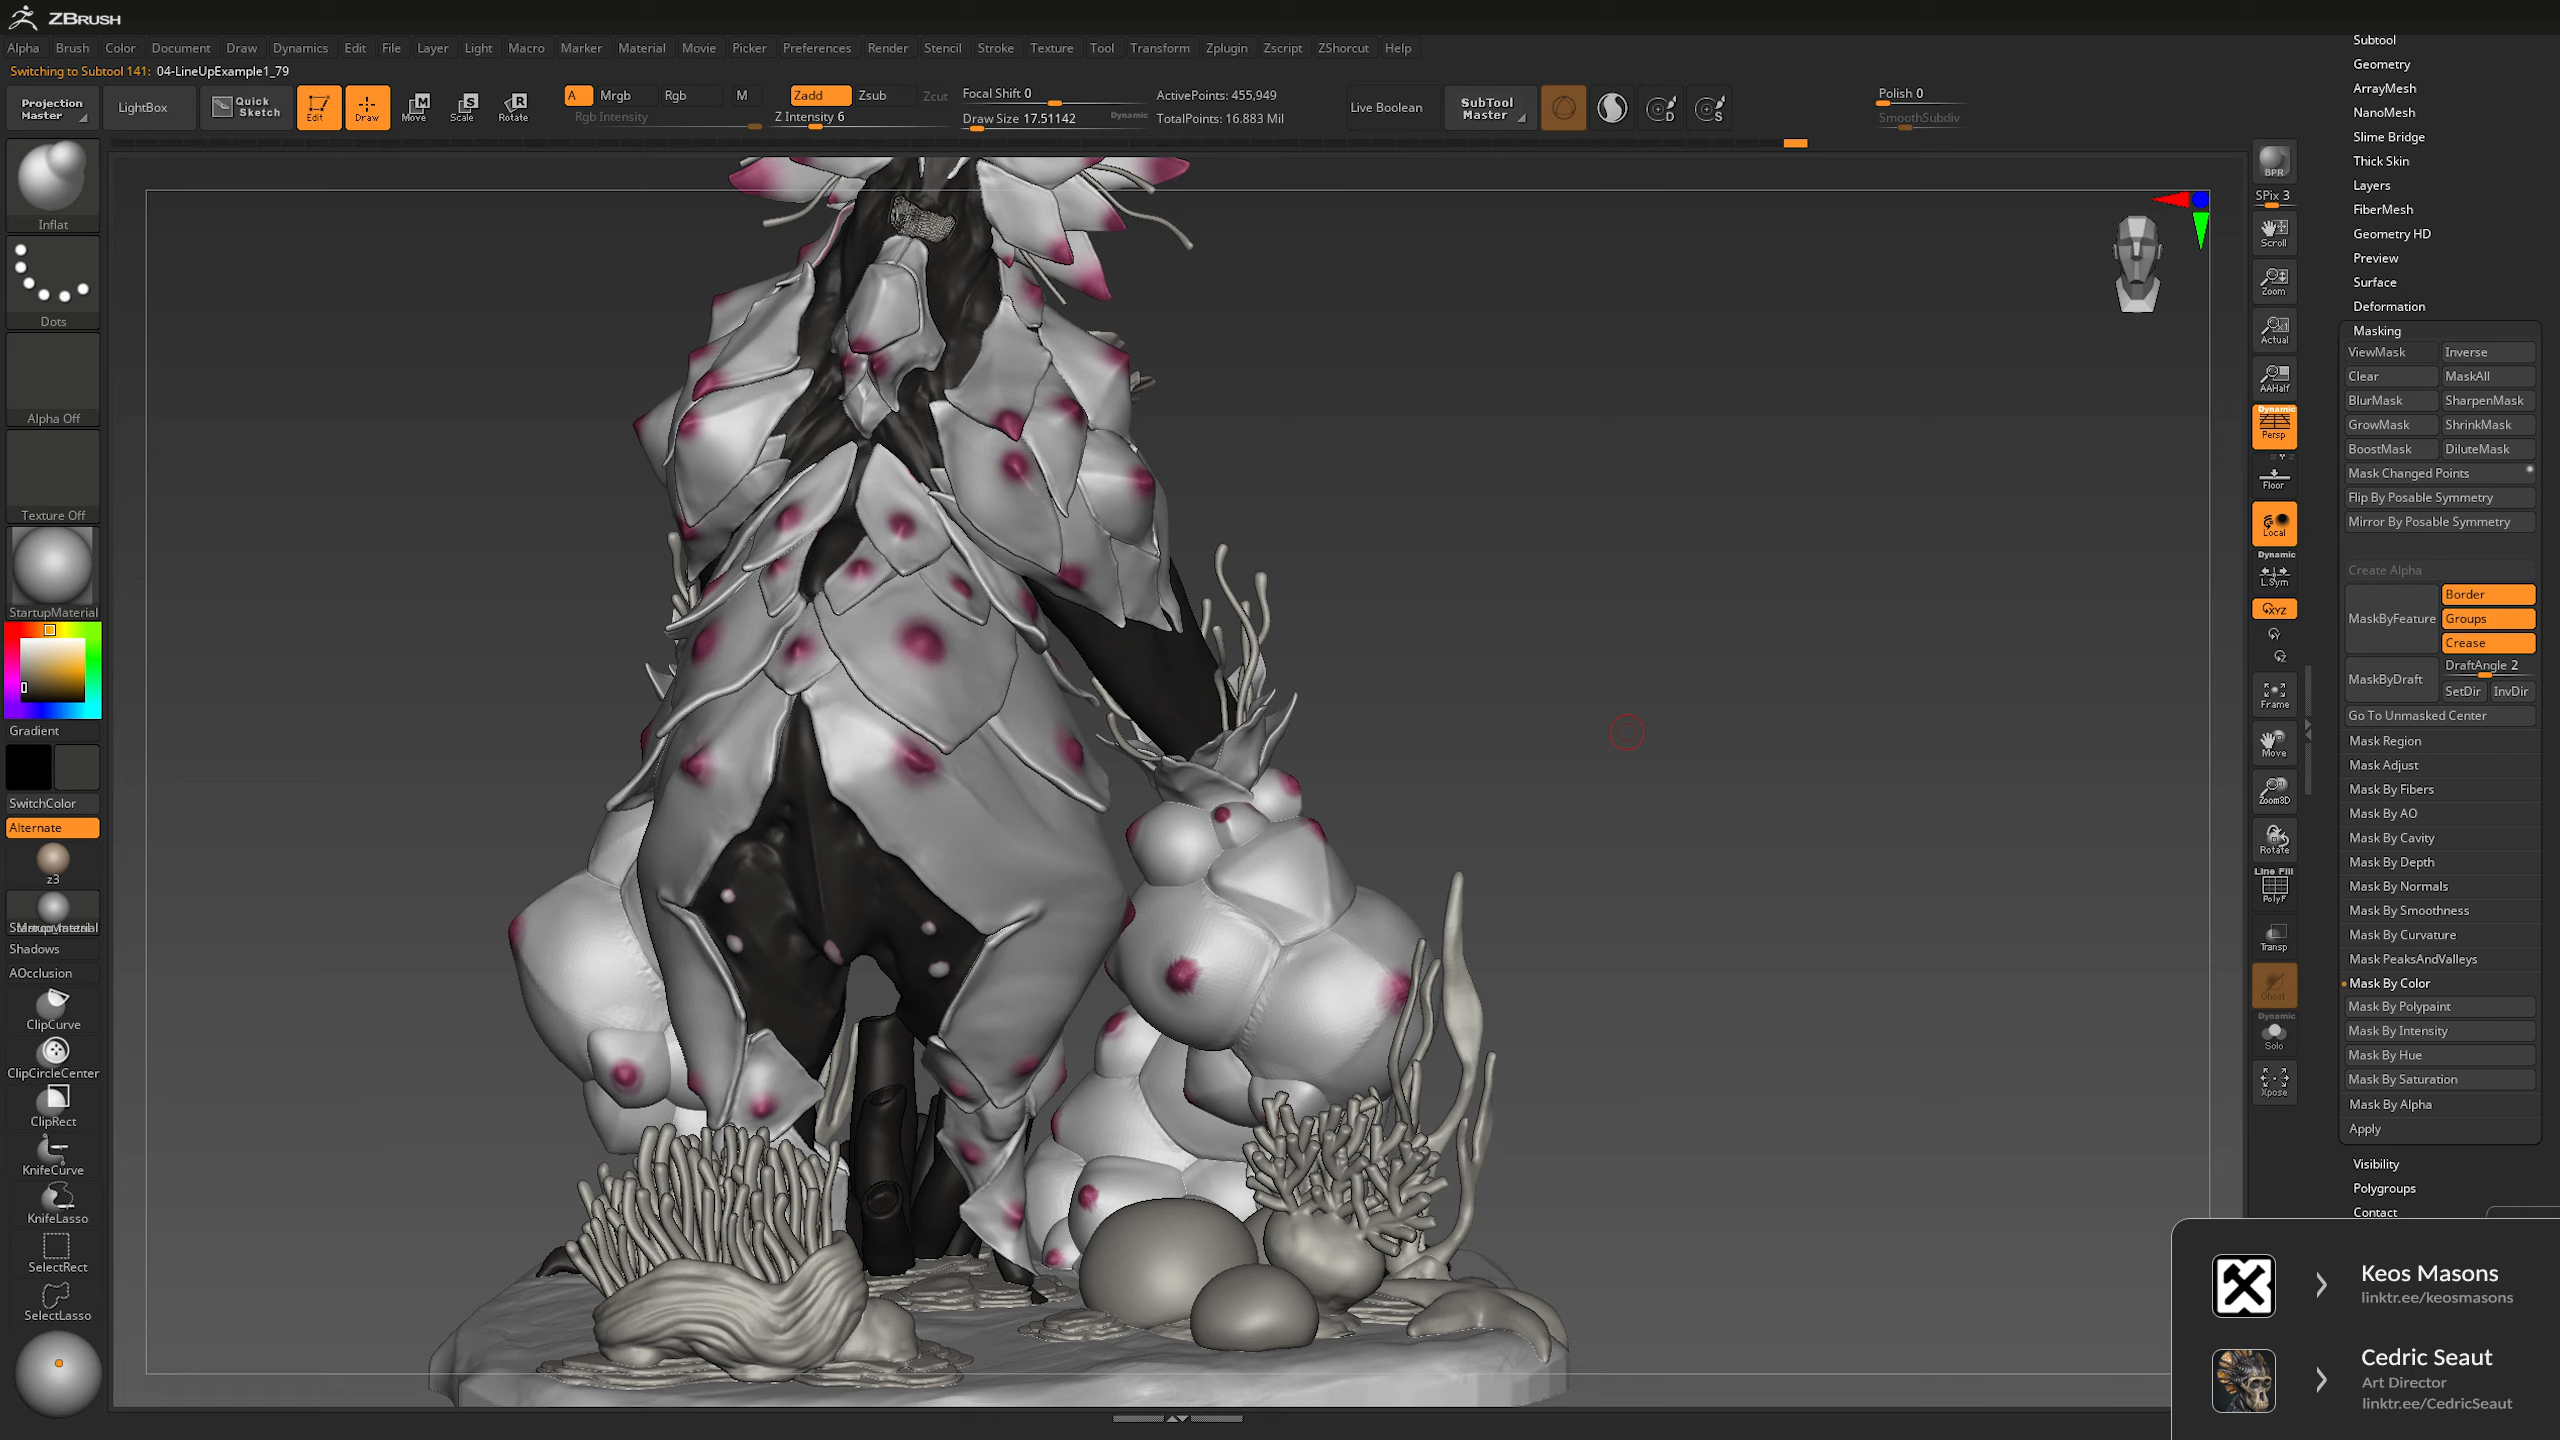 ZBRUSH
Alpha Brush Color Document Draw Dynamics Edit File Layer Light Macro Marker Material Movie Picker Preferences Render Stencil Stroke Texture Tool Transform Zplugin Zscript ZShorcut Help
Switching to Subtool 141: 04-LineUpExample1_79
Projection Master
LightBox
Quick Sketch
Edit
Draw
Move
Scale
Rotate
A Mrgb Rgb M
Rgb Intensity
Zadd Zsub Zcut
Z Intensity 6
Focal Shift 0
Draw Size 17.51142 Dynamic
ActivePoints: 455,949
TotalPoints: 16.883 Mil
Live Boolean
SubTool Master
Polish 0
SmoothSubdiv
Inflat
Dots
Alpha Off
Texture Off
StartupMaterial
Gradient
SwitchColor
Alternate
z3
Shadows
AOcclusion
ClipCurve
ClipCircleCenter
ClipRect
KnifeCurve
KnifeLasso
SelectRect
SelectLasso
BPR
SPix 3
Scroll
Zoom
Actual
AAHalf
Dynamic
Persp
Floor
Local
Dynamic
L.Sym
XYZ
Frame
Move
Zoom3D
Rotate
Line Fill
PolyF
Transp
Ghost
Dynamic
Solo
Xpose
Subtool
Geometry
ArrayMesh
NanoMesh
Slime Bridge
Thick Skin
Layers
FiberMesh
Geometry HD
Preview
Surface
Deformation
Masking
ViewMask Inverse
Clear MaskAll
BlurMask SharpenMask
GrowMask ShrinkMask
BoostMask DiluteMask
Mask Changed Points
Flip By Posable Symmetry
Mirror By Posable Symmetry
Create Alpha
Border
MaskByFeature Groups
Crease
DraftAngle 2
MaskByDraft
SetDir InvDir
Go To Unmasked Center
Mask Region
Mask Adjust
Mask By Fibers
Mask By AO
Mask By Cavity
Mask By Depth
Mask By Normals
Mask By Smoothness
Mask By Curvature
Mask PeaksAndValleys
Mask By Color
Mask By Polypaint
Mask By Intensity
Mask By Hue
Mask By Saturation
Mask By Alpha
Apply
Visibility
Polygroups
Contact
Keos Masons
linktr.ee/keosmasons
Cedric Seaut
Art Director
linktr.ee/CedricSeaut